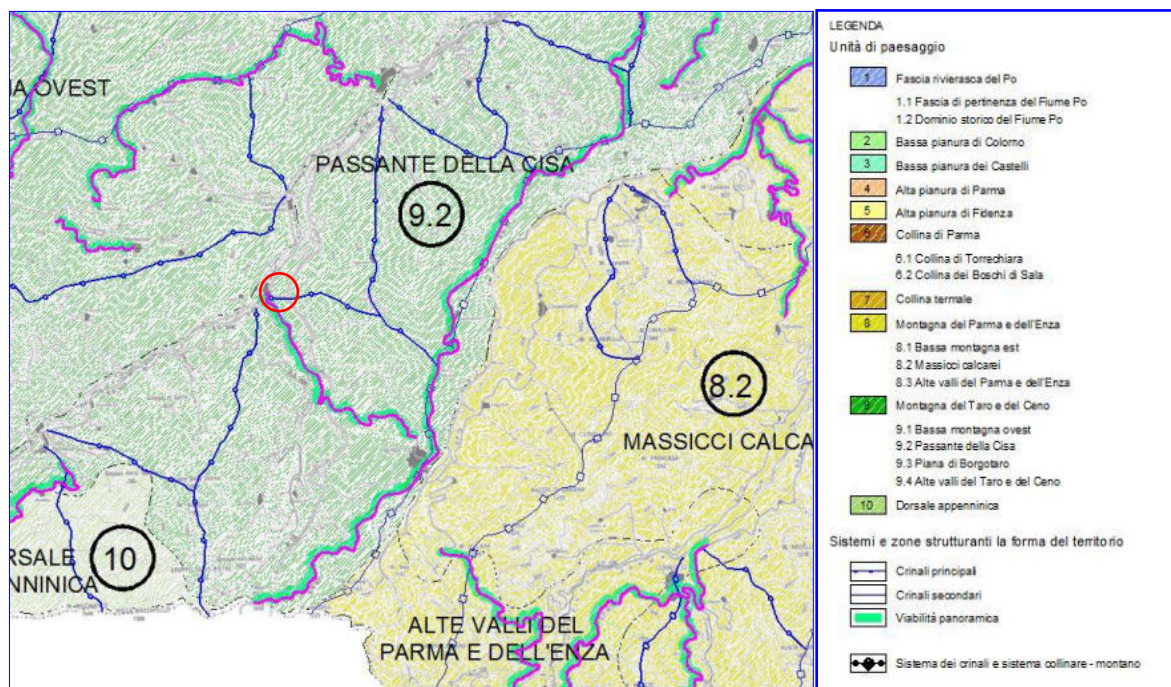 IA OVEST
PASSANTE DELLA CISA
9.2
8.2
MASSICCI CALCA
10
RSALE
NNINICA
ALTE VALLI DEL
PARMA E DELL'ENZA
LEGENDA
Unità di paesaggio
1 Fascia rivierasca del Po
1.1 Fascia di pertinenza del Fiume Po
1.2 Dominio storico del Fiume Po
2 Bassa pianura di Colorno
3 Bassa pianura dei Castelli
4 Alta pianura di Parma
5 Alta pianura di Fidenza
Collina di Parma
6.1 Collina di Torrechiara
6.2 Collina dei Boschi di Sala
7 Collina termale
8 Montagna del Parma e dell'Enza
8.1 Bassa montagna est
8.2 Massicci calcarei
8.3 Alte valli del Parma e dell'Enza
9 Montagna del Taro e del Ceno
9.1 Bassa montagna ovest
9.2 Passante della Cisa
9.3 Piana di Borgotaro
9.4 Alte valli del Taro e del Ceno
10 Dorsale appenninica
Sistemi e zone strutturanti la forma del territorio
Crinali principali
Crinali secondari
Viabilità panoramica
Sistema dei crinali e sistema collinare - montano